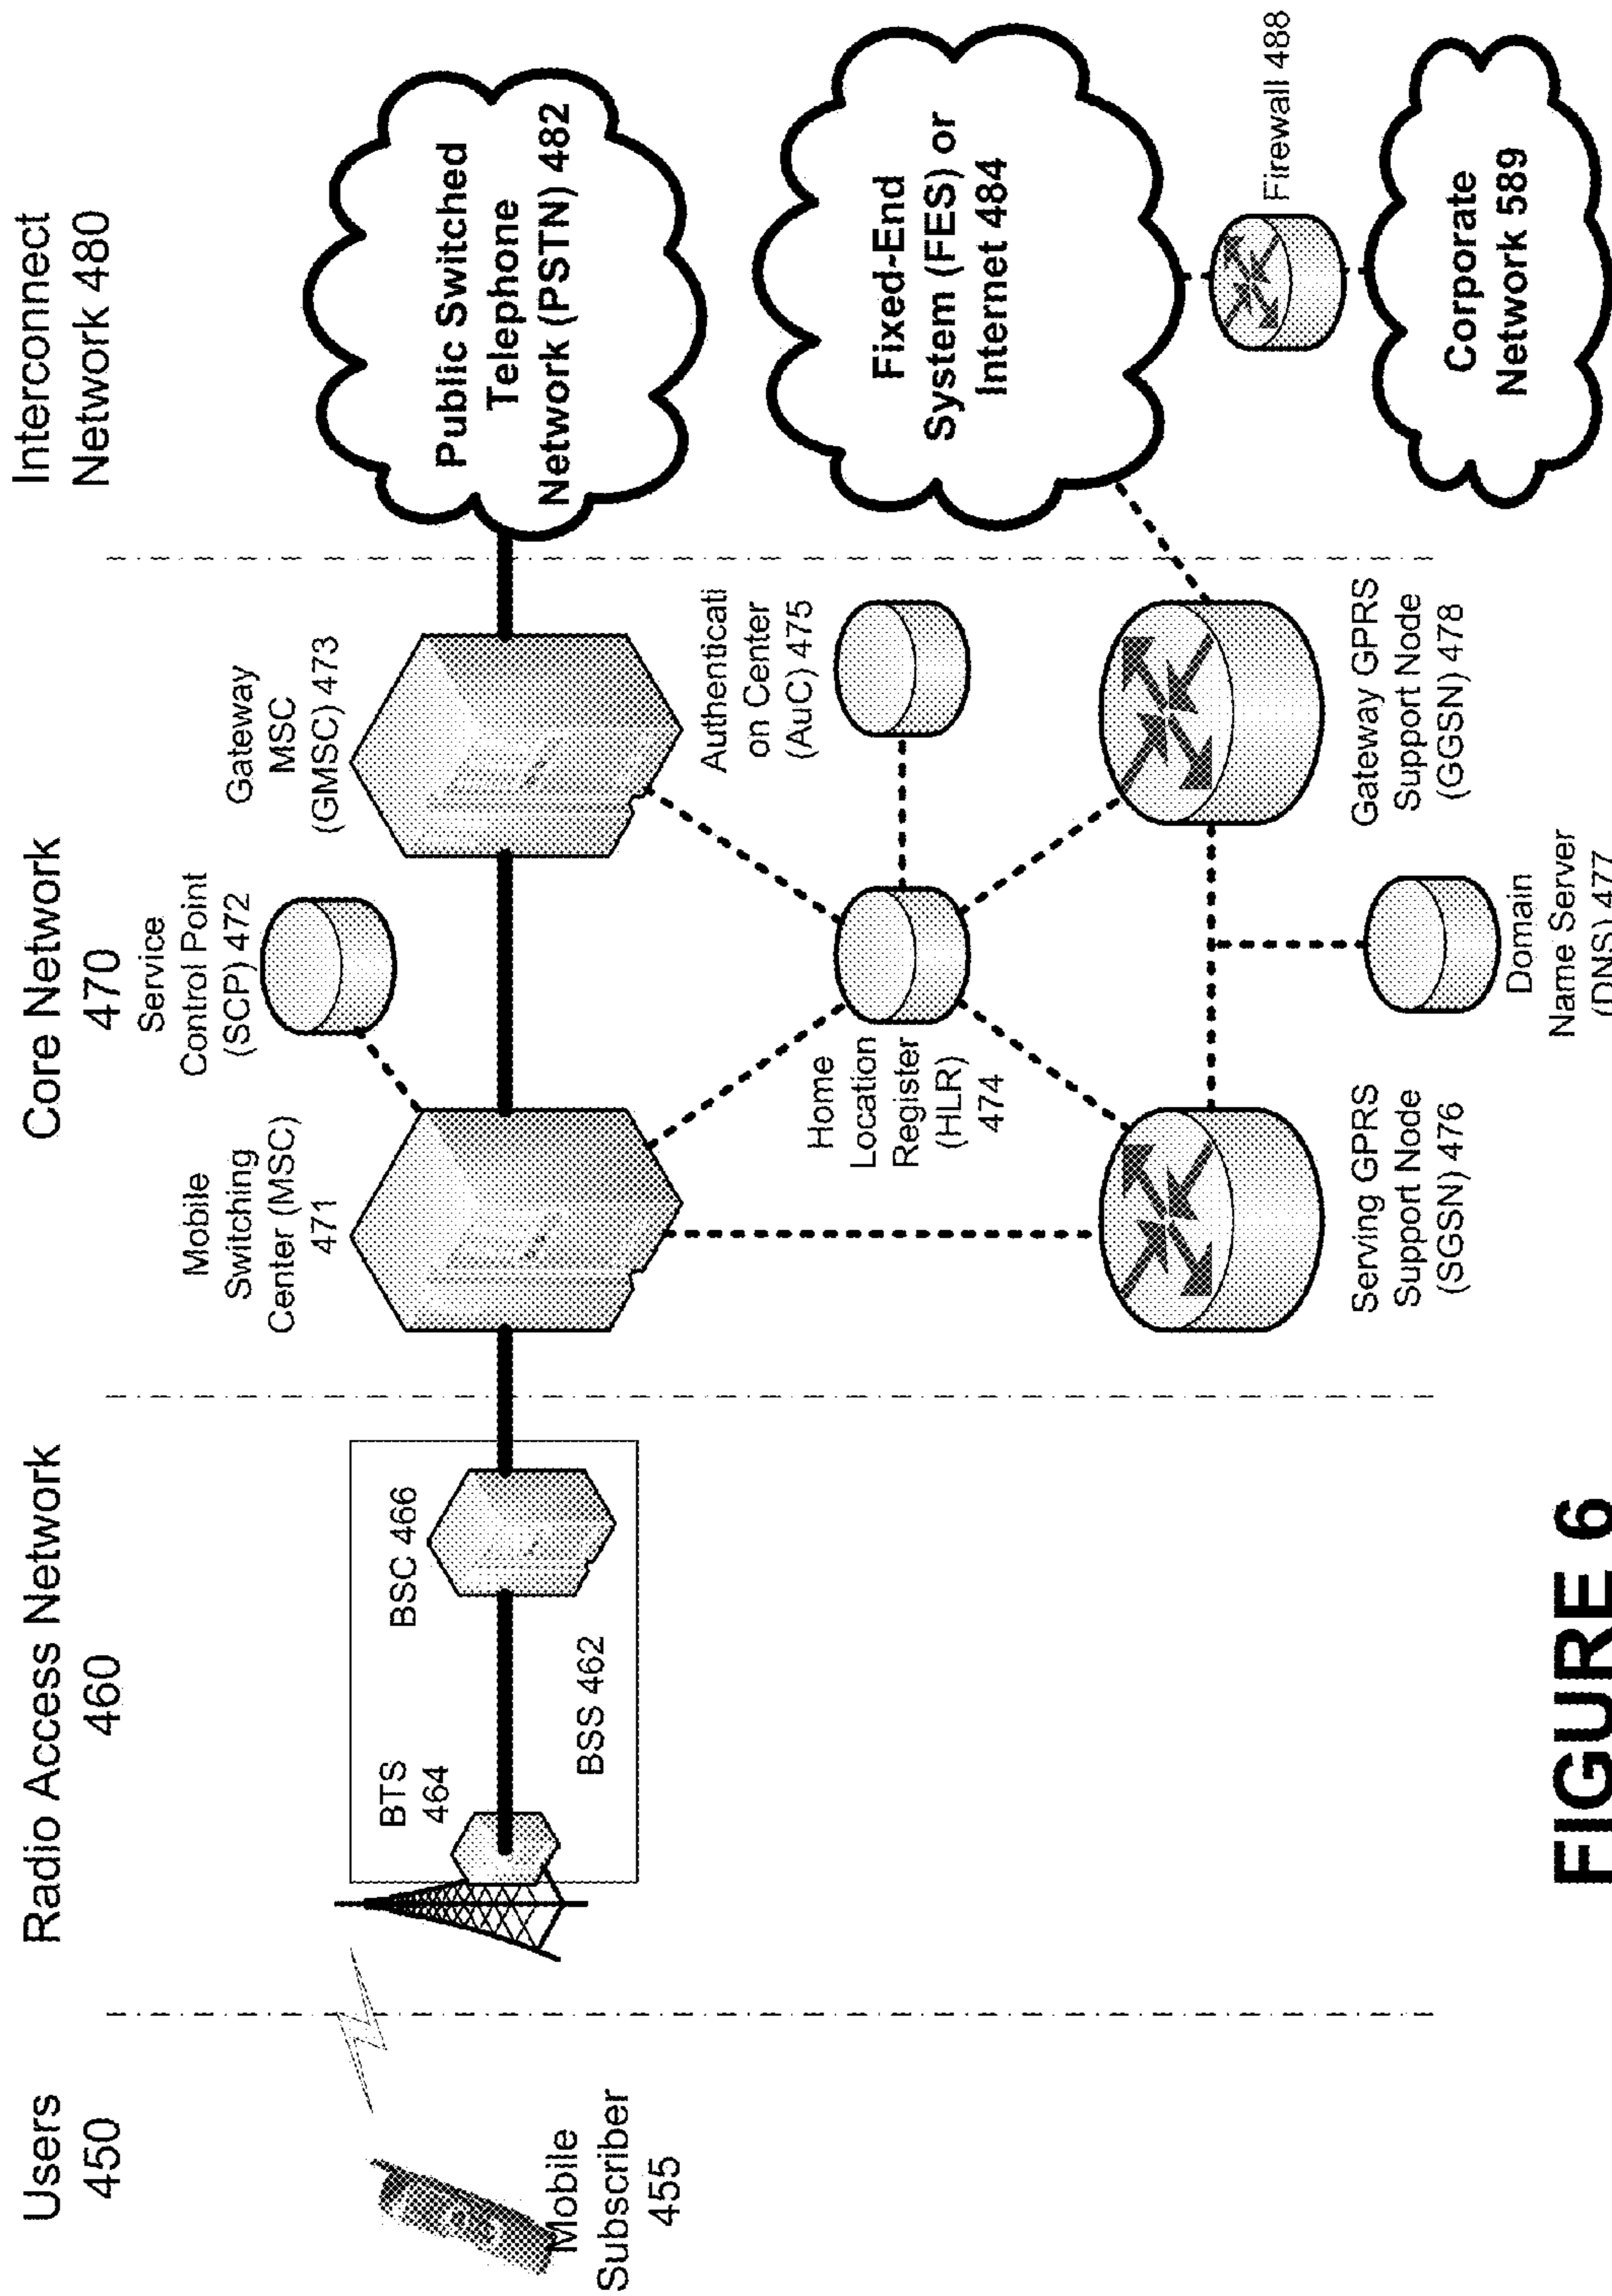 Users
450
Radio Access Network
460
Core Network
470
Interconnect
Network 480
Mobile
Subscriber
455
BTS
464
BSC 466
BSS 462
Mobile
Switching
Center (MSC)
471
Service
Control Point
(SCP) 472
Gateway
MSC
(GMSC) 473
Home
Location
Register
(HLR)
474
Authenticati
on Center
(AuC) 475
Serving GPRS
Support Node
(SGSN) 476
Domain
Name Server
(DNS) 477
Gateway GPRS
Support Node
(GGSN) 478
Public Switched
Telephone
Network (PSTN) 482
Fixed-End
System (FES) or
Internet 484
Firewall 488
Corporate
Network 589
FIGURE 6